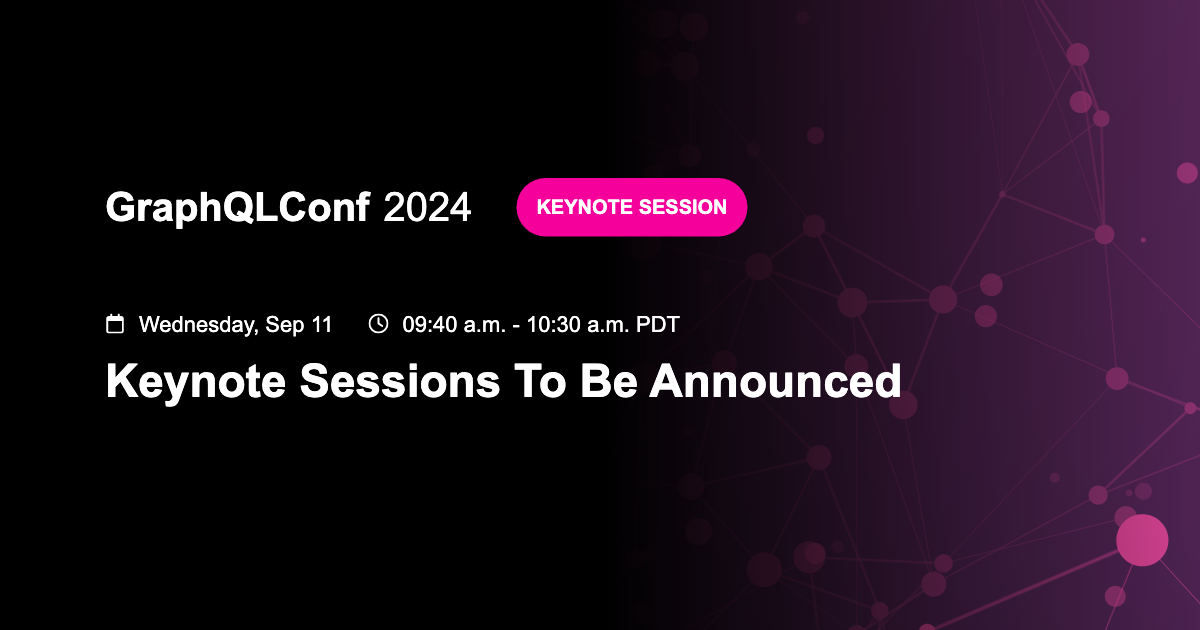 GraphQLConf 2024 KEYNOTE SESSION
Wednesday, Sep 11 09:40 a.m. - 10:30 a.m. PDT
Keynote Sessions To Be Announced